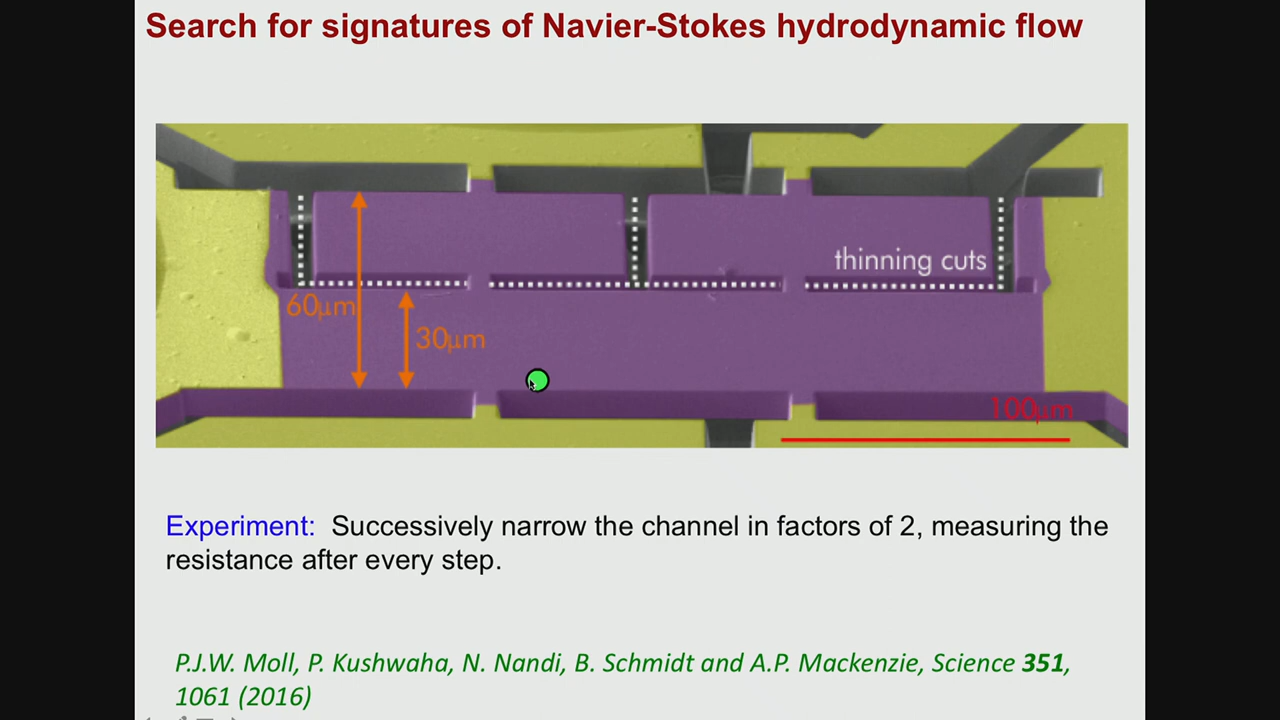 Search for signatures of Navier-Stokes hydrodynamic flow
thinning cuts
60µm
30µm
100µm
Experiment: Successively narrow the channel in factors of 2, measuring the
resistance after every step.
P.J.W. Moll, P. Kushwaha, N. Nandi, B. Schmidt and A.P. Mackenzie, Science 351,
1061 (2016)